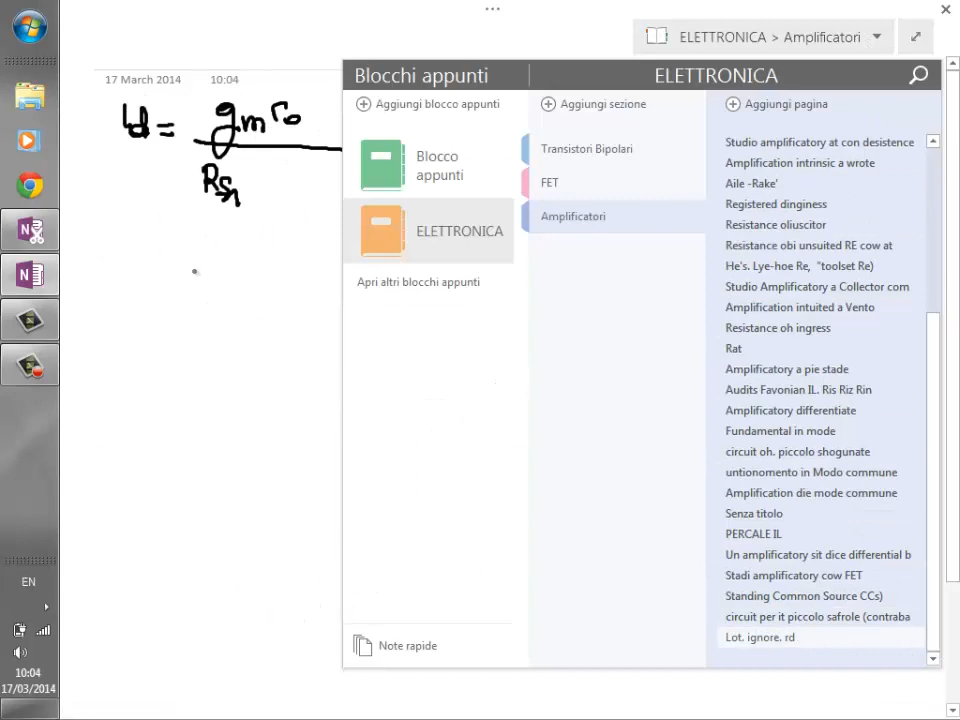 ELETTRONICA > Amplificatori
17 March 2014 10:04
Id = gm ro
Rs
Blocchi appunti
ELETTRONICA
Aggiungi blocco appunti
Aggiungi sezione
Aggiungi pagina
Blocco appunti
ELETTRONICA
Apri altri blocchi appunti
Transistori Bipolari
FET
Amplificatori
Studio amplificatory at con desistence
Amplification intrinsic a wrote
Aile -Rake'
Registered dinginess
Resistance oliuscitor
Resistance obi unsuited RE cow at
He's. Lye-hoe Re, "toolset Re)
Studio Amplificatory a Collector com
Amplification intuited a Vento
Resistance oh ingress
Rat
Amplificatory a pie stade
Audits Favonian IL. Ris Riz Rin
Amplificatory differentiate
Fundamental in mode
circuit oh. piccolo shogunate
untionomento in Modo commune
Amplification die mode commune
Senza titolo
PERCALE IL
Un amplificatory sit dice differential b
Stadi amplificatory cow FET
Standing Common Source CCs)
circuit per it piccolo safrole (contraba
Lot. ignore. rd
Note rapide
EN
10:04
17/03/2014